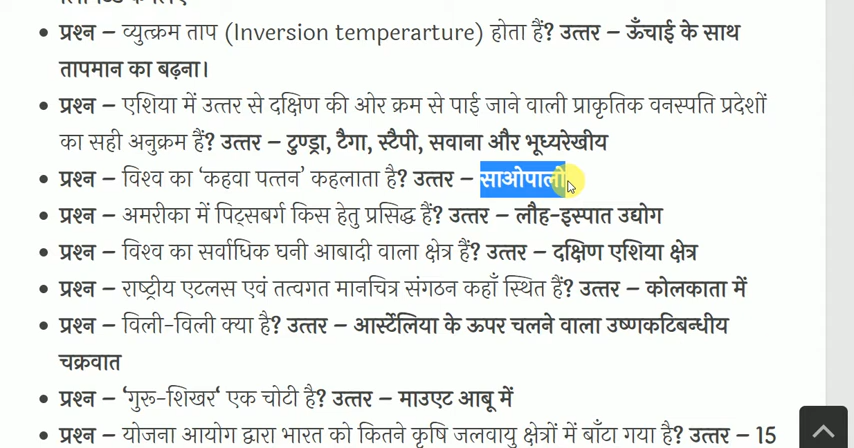 • प्रश्न – व्युत्क्रम ताप (Inversion temperarture) होता हैं? उत्तर – ऊँचाई के साथ
तापमान का बढ़ना।
• प्रश्न – एशिया में उत्तर से दक्षिण की ओर क्रम से पाई जाने वाली प्राकृतिक वनस्पति प्रदेशों
का सही अनुक्रम हैं? उत्तर – टुण्ड्रा, टैगा, स्टैपी, सवाना और भूध्यरेखीय
• प्रश्न – विश्व का ‘कहवा पत्तन’ कहलाता है? उत्तर – साओपालो
• प्रश्न – अमरीका में पिट्सबर्ग किस हेतु प्रसिद्ध हैं? उत्तर – लौह-इस्पात उद्योग
• प्रश्न – विश्व का सर्वाधिक घनी आबादी वाला क्षेत्र हैं? उत्तर – दक्षिण एशिया क्षेत्र
• प्रश्न – राष्ट्रीय एटलस एवं तत्वगत मानचित्र संगठन कहाँ स्थित हैं? उत्तर – कोलकाता में
• प्रश्न – विली-विली क्या है? उत्तर – आर्स्टेलिया के ऊपर चलने वाला उष्णकटिबन्धीय
चक्रवात
• प्रश्न – ‘गुरू-शिखर‘ एक चोटी है? उत्तर – माउएट आबू में
• प्रश्न – योजना आयोग द्वारा भारत को कितने कृषि जलवायु क्षेत्रों में बाँटा गया है? उत्तर – 15